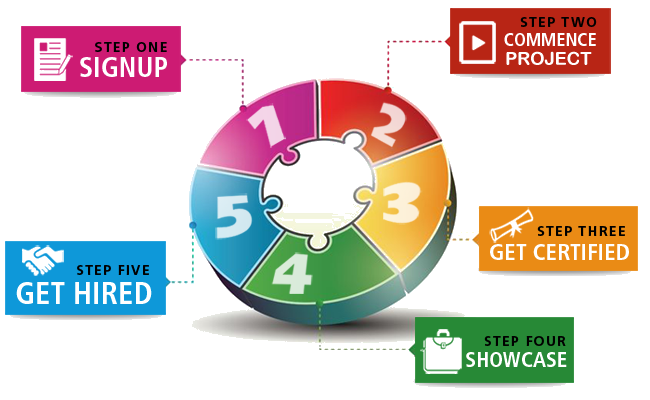 STEP ONE
SIGNUP
STEP TWO
COMMENCE
PROJECT
1
2
3
4
5
STEP THREE
GET CERTIFIED
STEP FOUR
SHOWCASE
STEP FIVE
GET HIRED